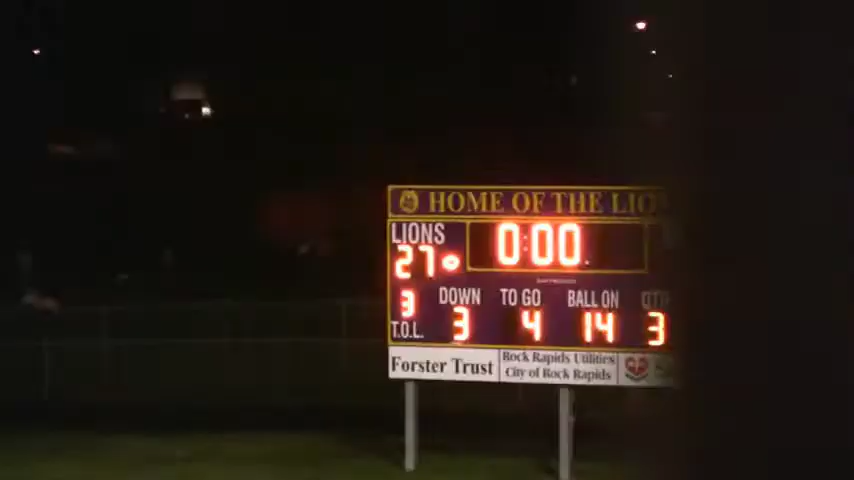 HOME OF THE LIO
LIONS
0:00
27
DOWN TO GO BALL ON QTR
3
T.O.L. 3 4 14 3
Forster Trust
Rock Rapids Utilities
City of Rock Rapids